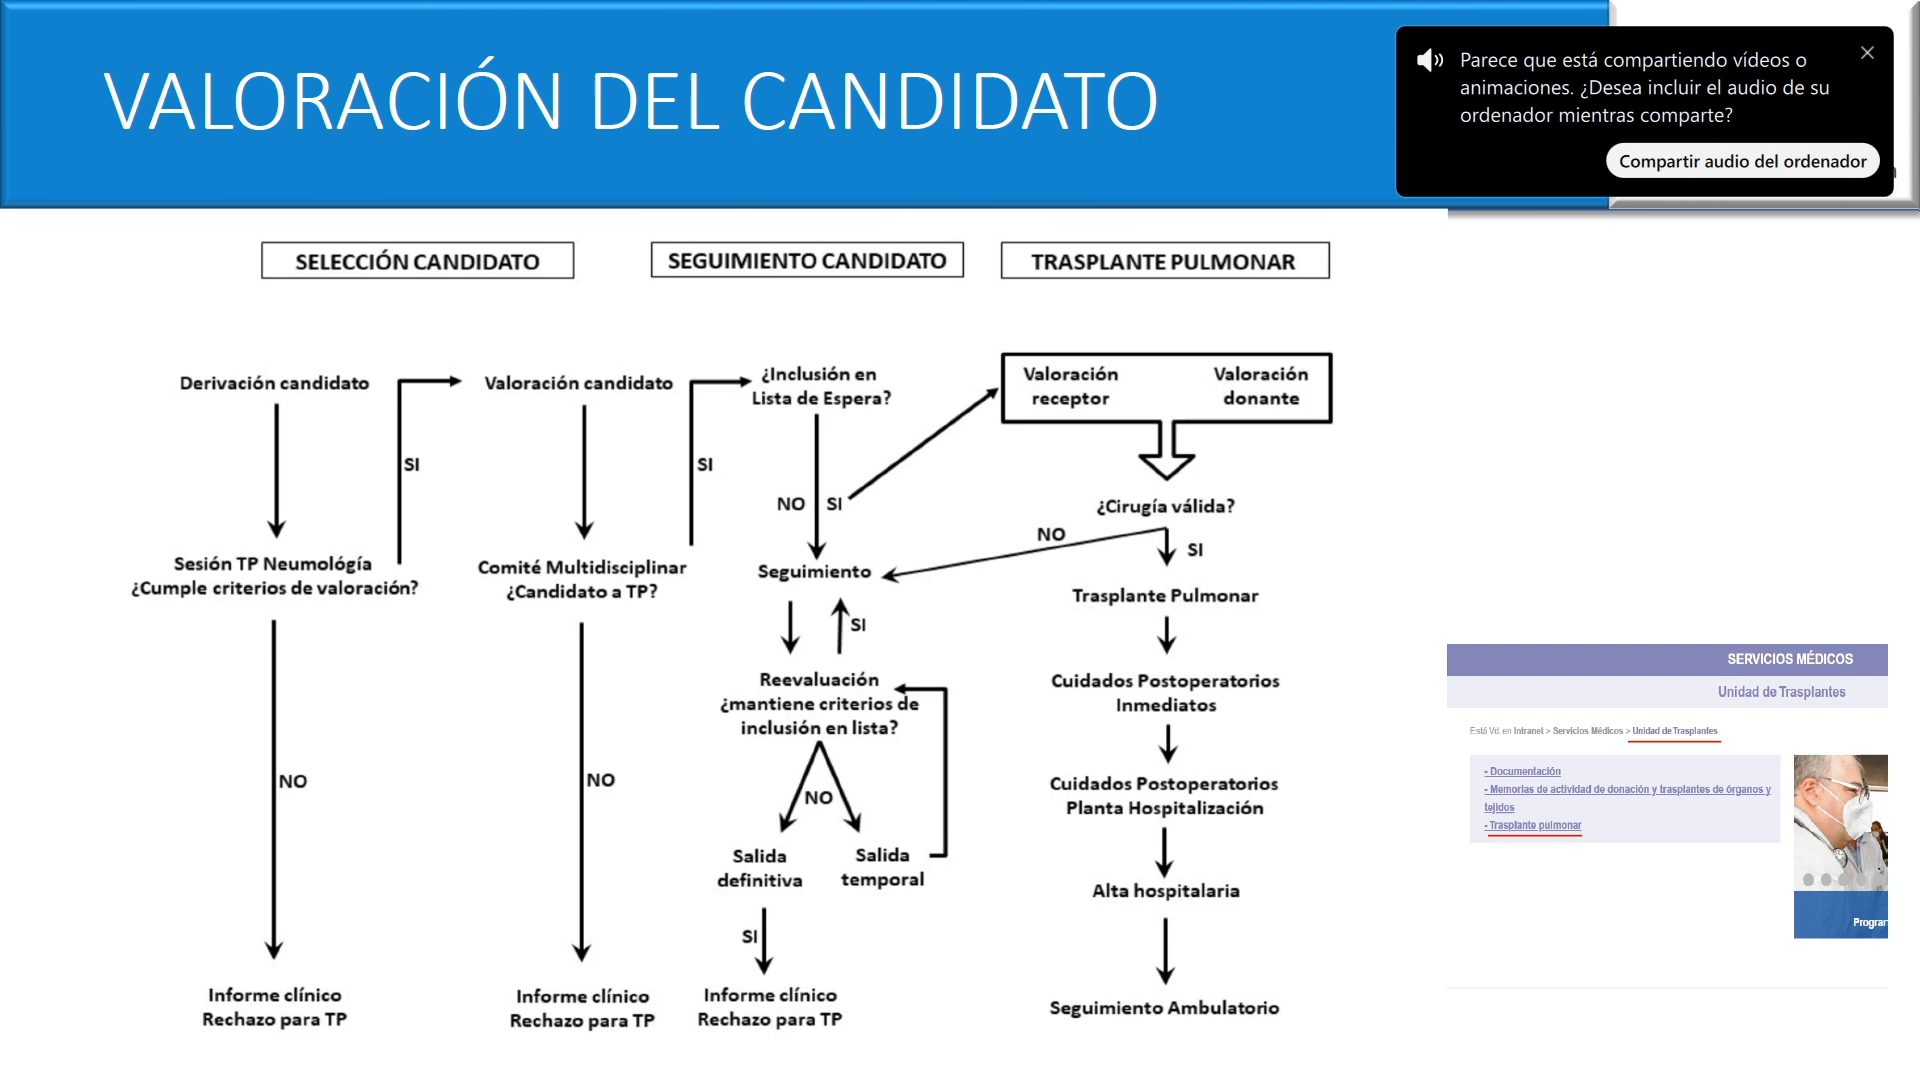 VALORACIÓN DEL CANDIDATO
Parece que está compartiendo vídeos o
animaciones. ¿Desea incluir el audio de su
ordenador mientras comparte?
Compartir audio del ordenador
SELECCIÓN CANDIDATO
SEGUIMIENTO CANDIDATO
TRASPLANTE PULMONAR
Derivación candidato
SI
Sesión TP Neumología
¿Cumple criterios de valoración?
NO
Informe clínico
Rechazo para TP
Valoración candidato
SI
Comité Multidisciplinar
¿Candidato a TP?
NO
Informe clínico
Rechazo para TP
¿Inclusión en
Lista de Espera?
NO
SI
Seguimiento
SI
Reevaluación
¿mantiene criterios de
inclusión en lista?
NO
Salida
definitiva
Salida
temporal
SI
Informe clínico
Rechazo para TP
Valoración
receptor
Valoración
donante
¿Cirugía válida?
NO
SI
Trasplante Pulmonar
Cuidados Postoperatorios
Inmediatos
Cuidados Postoperatorios
Planta Hospitalización
Alta hospitalaria
Seguimiento Ambulatorio
SERVICIOS MÉDICOS
Unidad de Trasplantes
Está Vd. en Intranet > Servicios Médicos > Unidad de Trasplantes
- Documentación
- Memorias de actividad de donación y trasplantes de órganos y
tejidos
- Trasplante pulmonar